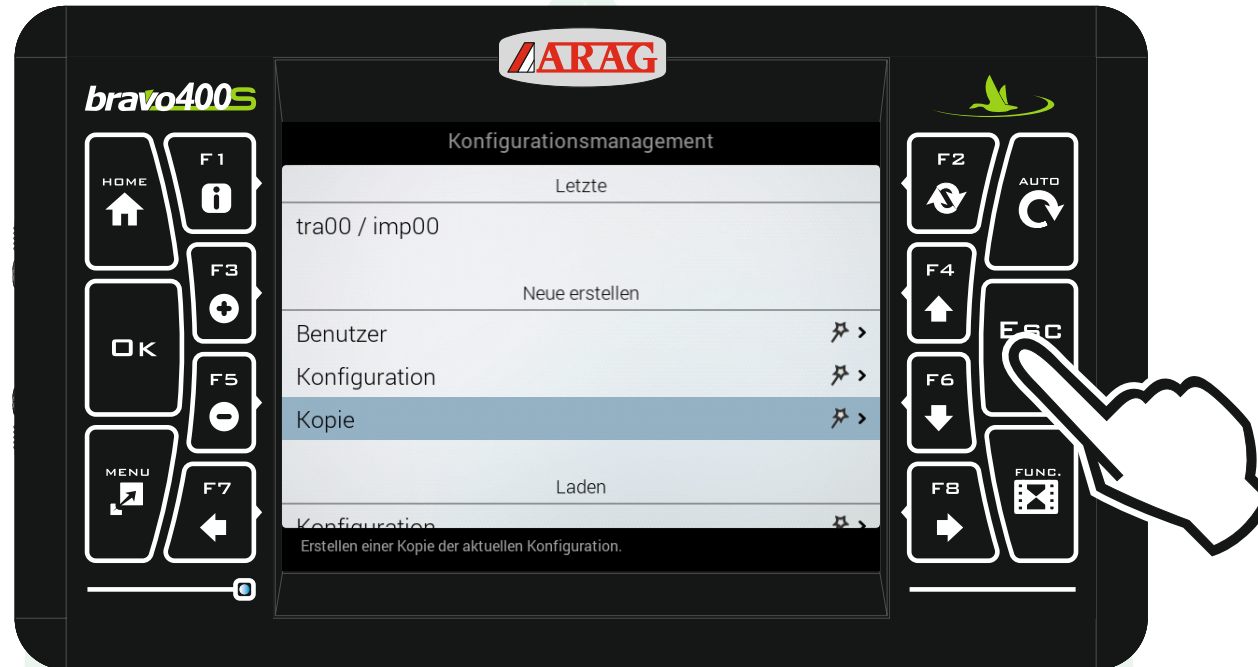 ARAG
bravo400S
HOME
F1
OK
F3
F5
MENU
F7
Konfigurationsmanagement
Letzte
tra00 / imp00
Neue erstellen
Benutzer
Konfiguration
Kopie
Laden
Konfiguration
Erstellen einer Kopie der aktuellen Konfiguration.
F2
AUTO
F4
Esc
F6
F8
FUNC.